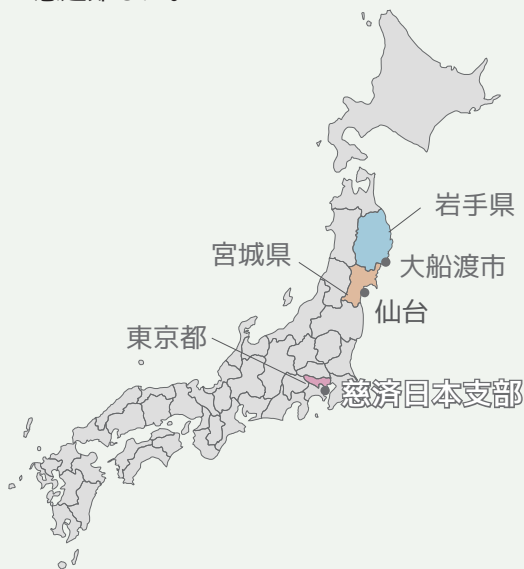 岩手県
宮城県
大船渡市
仙台
東京都
慈済日本支部